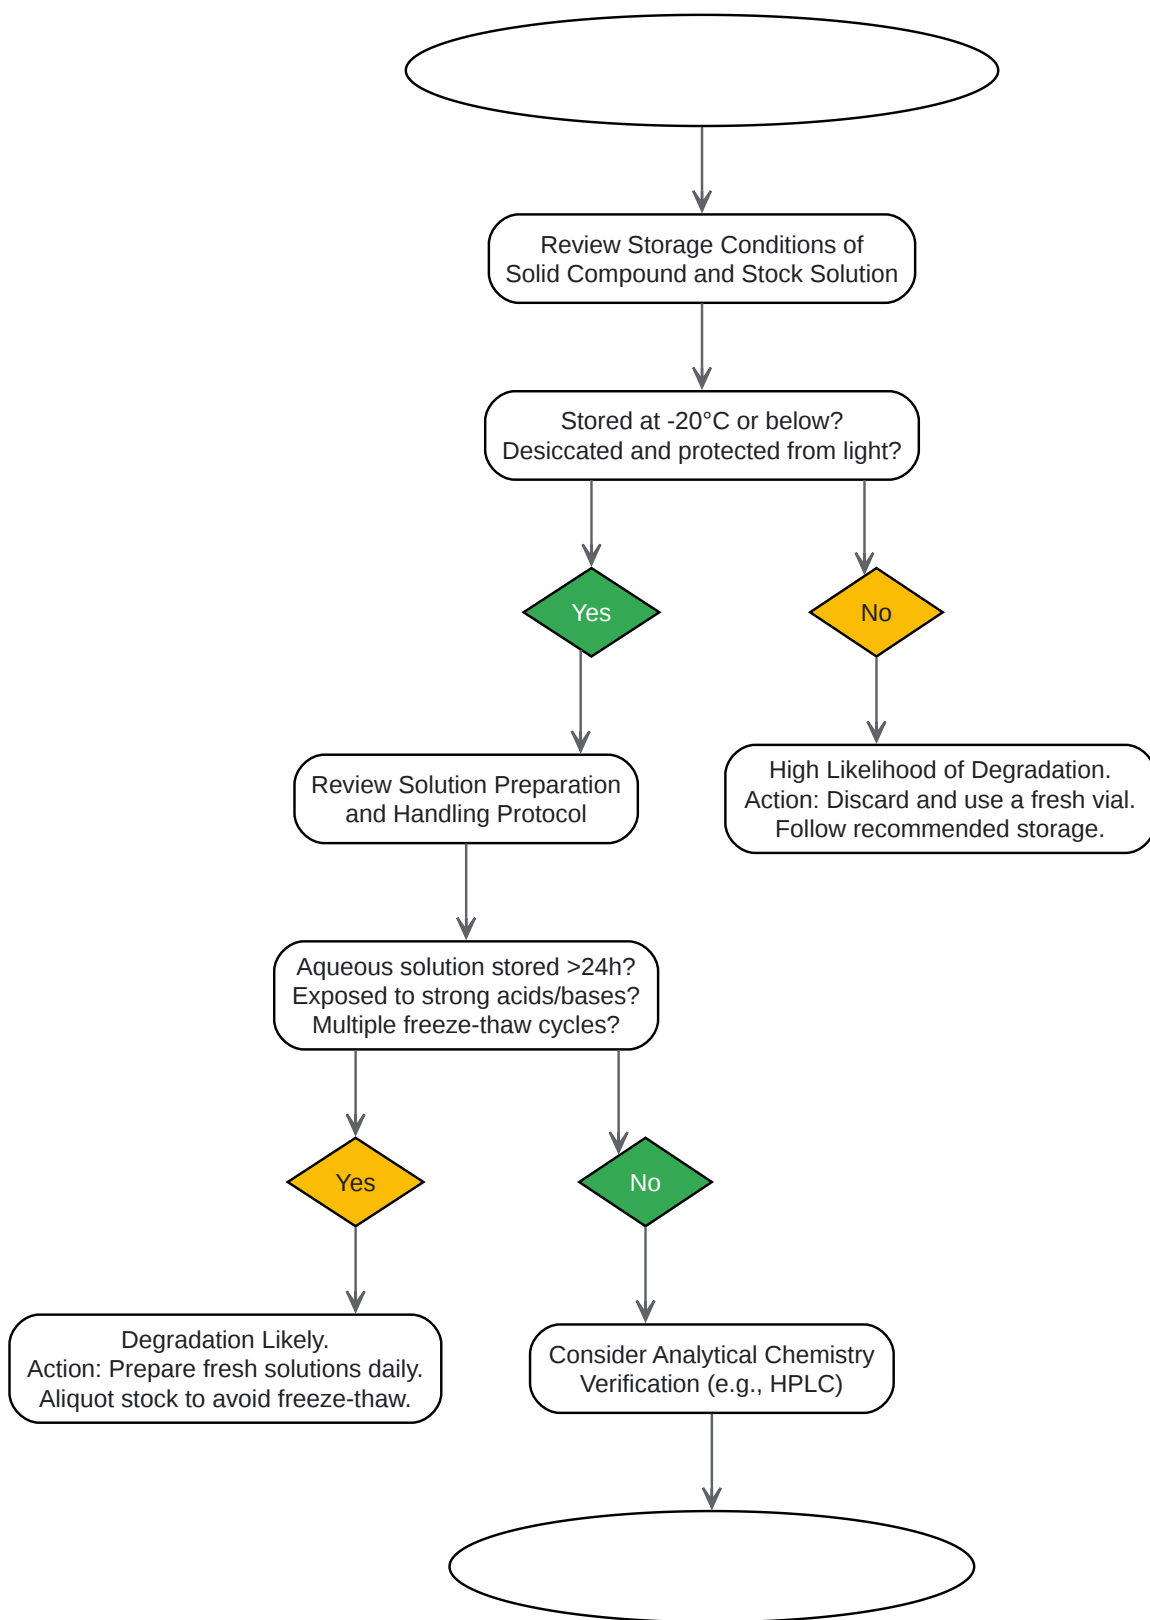 Review Storage Conditions of
Solid Compound and Stock Solution
Stored at -20°C or below?
Desiccated and protected from light?
Yes
No
Review Solution Preparation
and Handling Protocol
High Likelihood of Degradation.
Action: Discard and use a fresh vial.
Follow recommended storage.
Aqueous solution stored >24h?
Exposed to strong acids/bases?
Multiple freeze-thaw cycles?
Yes
No
Degradation Likely.
Action: Prepare fresh solutions daily.
Aliquot stock to avoid freeze-thaw.
Consider Analytical Chemistry
Verification (e.g., HPLC)